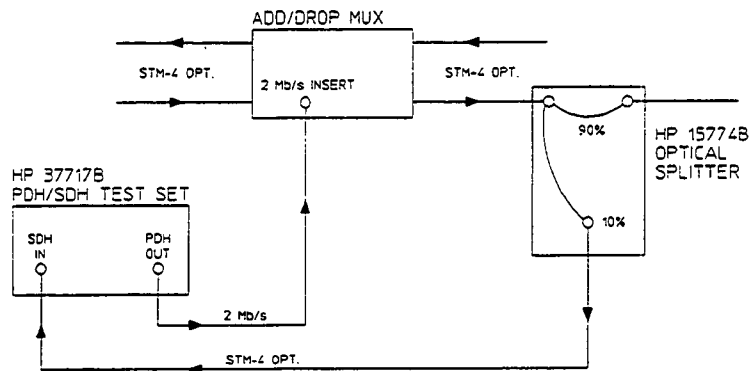 ADD/DROP MUX
STM-4 OPT.
2 Mb/s INSERT
STM-4 OPT.
90%
HP 15774B
OPTICAL
SPLITTER
10%
HP 37717B
PDH/SDH TEST SET
SDH
IN
PDH
OUT
2 Mb/s
STM-4 OPT.